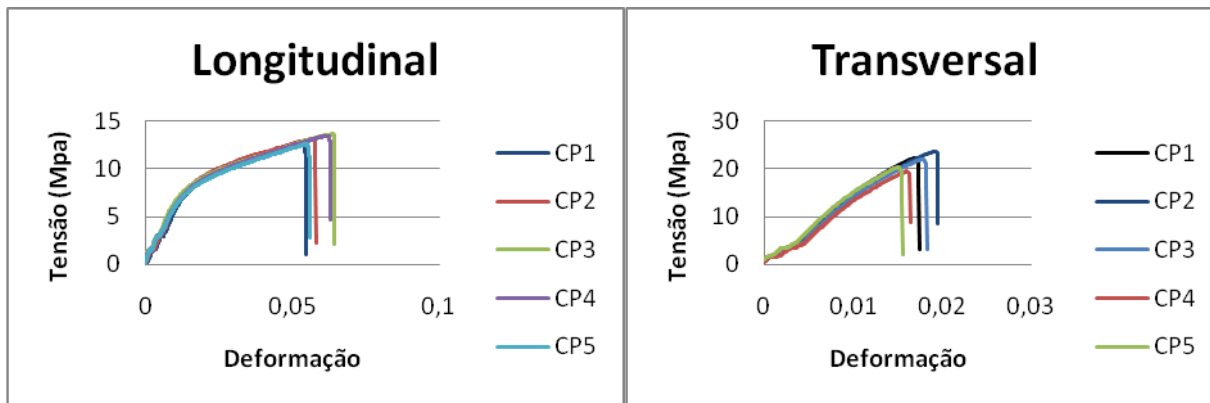 Longitudinal
Tensão (Mpa)
15
10
5
0
0
0,05
0,1
Deformação
CP1
CP2
CP3
CP4
CP5
Transversal
Tensão (Mpa)
30
20
10
0
0
0,01
0,02
0,03
Deformação
CP1
CP2
CP3
CP4
CP5